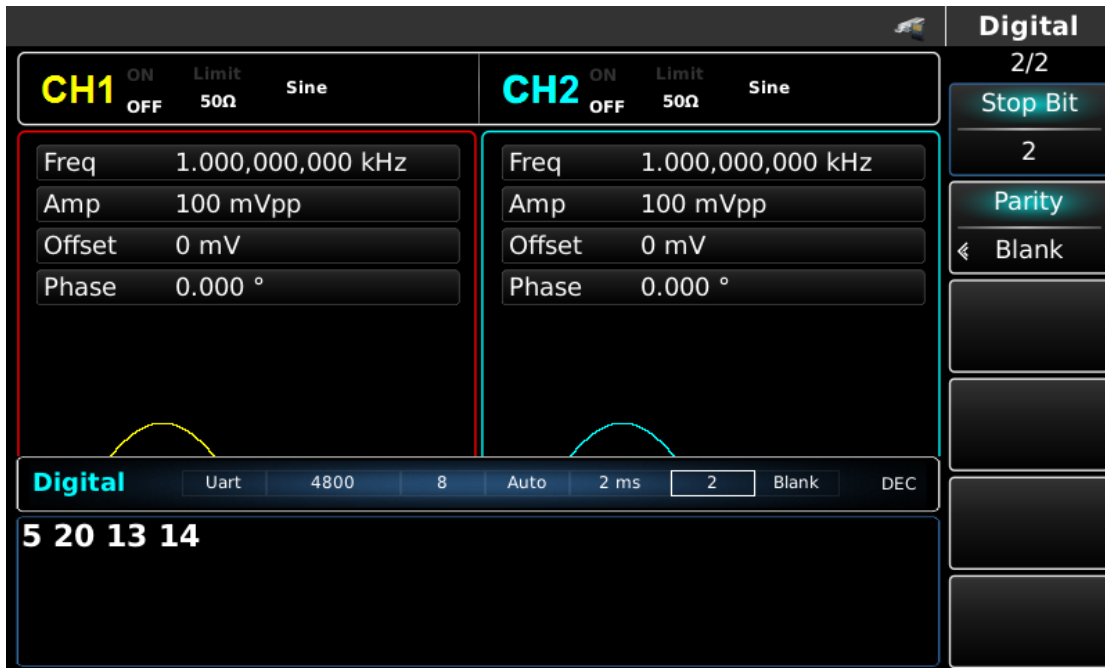 Digital
2/2
CH1 ON OFF Limit 50Ω Sine
CH2 ON OFF Limit 50Ω Sine
Stop Bit
2
Parity
Blank
Freq 1.000,000,000 kHz
Amp 100 mVpp
Offset 0 mV
Phase 0.000 °
Freq 1.000,000,000 kHz
Amp 100 mVpp
Offset 0 mV
Phase 0.000 °
Digital Uart 4800 8 Auto 2 ms 2 Blank DEC
5 20 13 14